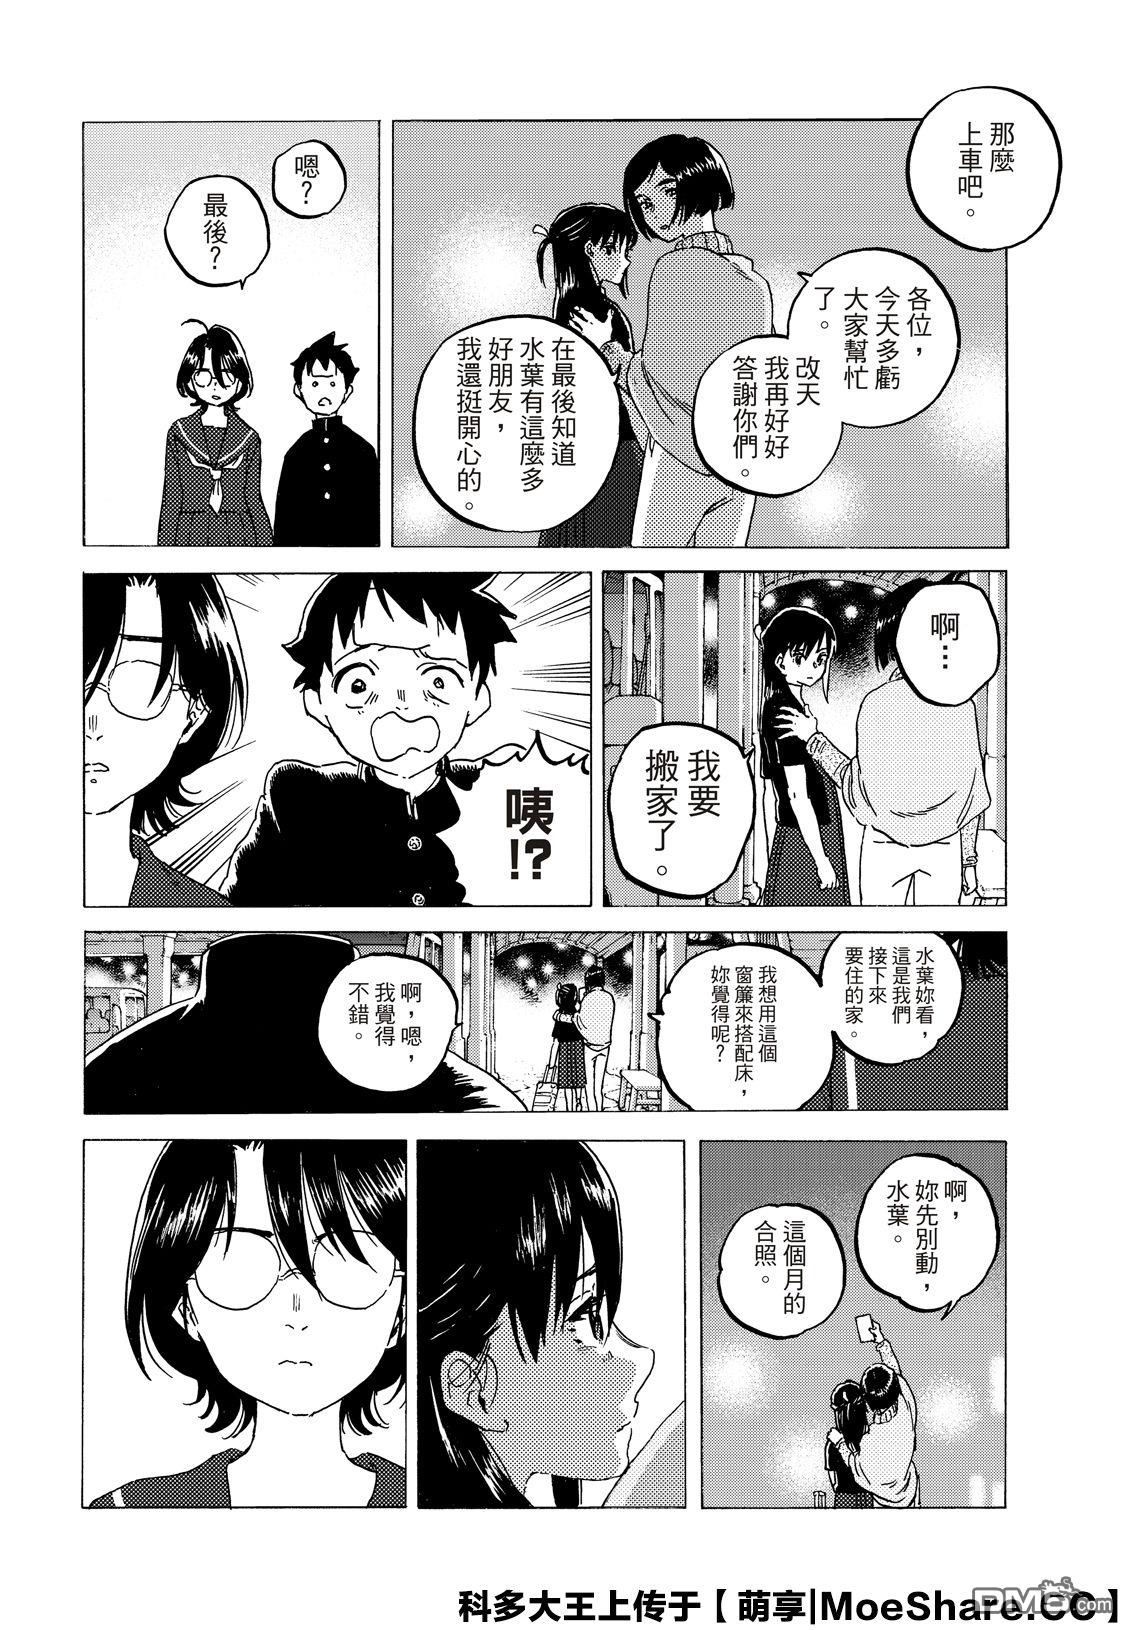 那麼
上車吧。
各位，
今天多虧
大家幫忙
了。
改天
我再好好
答謝你們。
在最後知道
水葉有這麼多
好朋友，
我還挺開心的。
嗯？
最後？
啊…
我要
搬家了。
咦!?
水葉妳看，
這是我們
接下來
要住的家。
我想用這個
窗簾來搭配床，
妳覺得呢？
啊，嗯，
我覺得
不錯。
啊，
妳先別動，
水葉。
這個月的
合照。
科多大王上传于【萌享|MoeShare.CC】